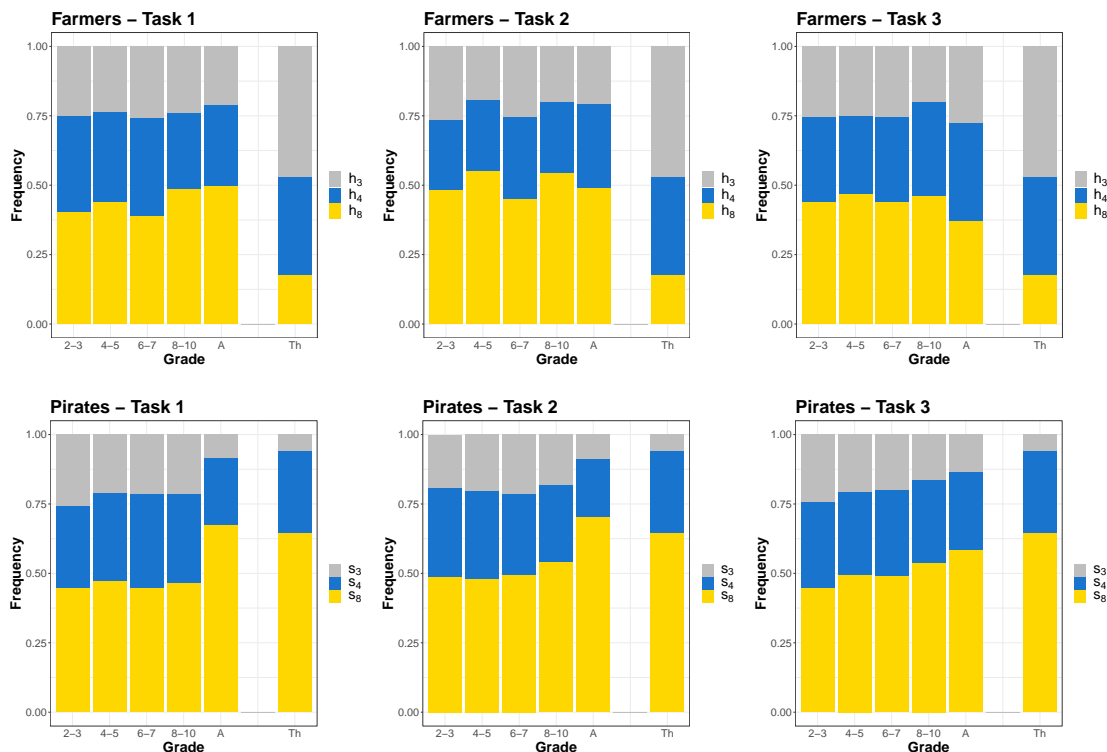 Farmers – Task 1
1.00
0.75
0.50
0.25
0.00
Frequency
2–3 4–5 6–7 8–10 A Th
Grade
h3
h4
h8
Farmers – Task 2
1.00
0.75
0.50
0.25
0.00
Frequency
2–3 4–5 6–7 8–10 A Th
Grade
h3
h4
h8
Farmers – Task 3
1.00
0.75
0.50
0.25
0.00
Frequency
2–3 4–5 6–7 8–10 A Th
Grade
h3
h4
h8
Pirates – Task 1
1.00
0.75
0.50
0.25
0.00
Frequency
2–3 4–5 6–7 8–10 A Th
Grade
s3
s4
s8
Pirates – Task 2
1.00
0.75
0.50
0.25
0.00
Frequency
2–3 4–5 6–7 8–10 A Th
Grade
s3
s4
s8
Pirates – Task 3
1.00
0.75
0.50
0.25
0.00
Frequency
2–3 4–5 6–7 8–10 A Th
Grade
s3
s4
s8